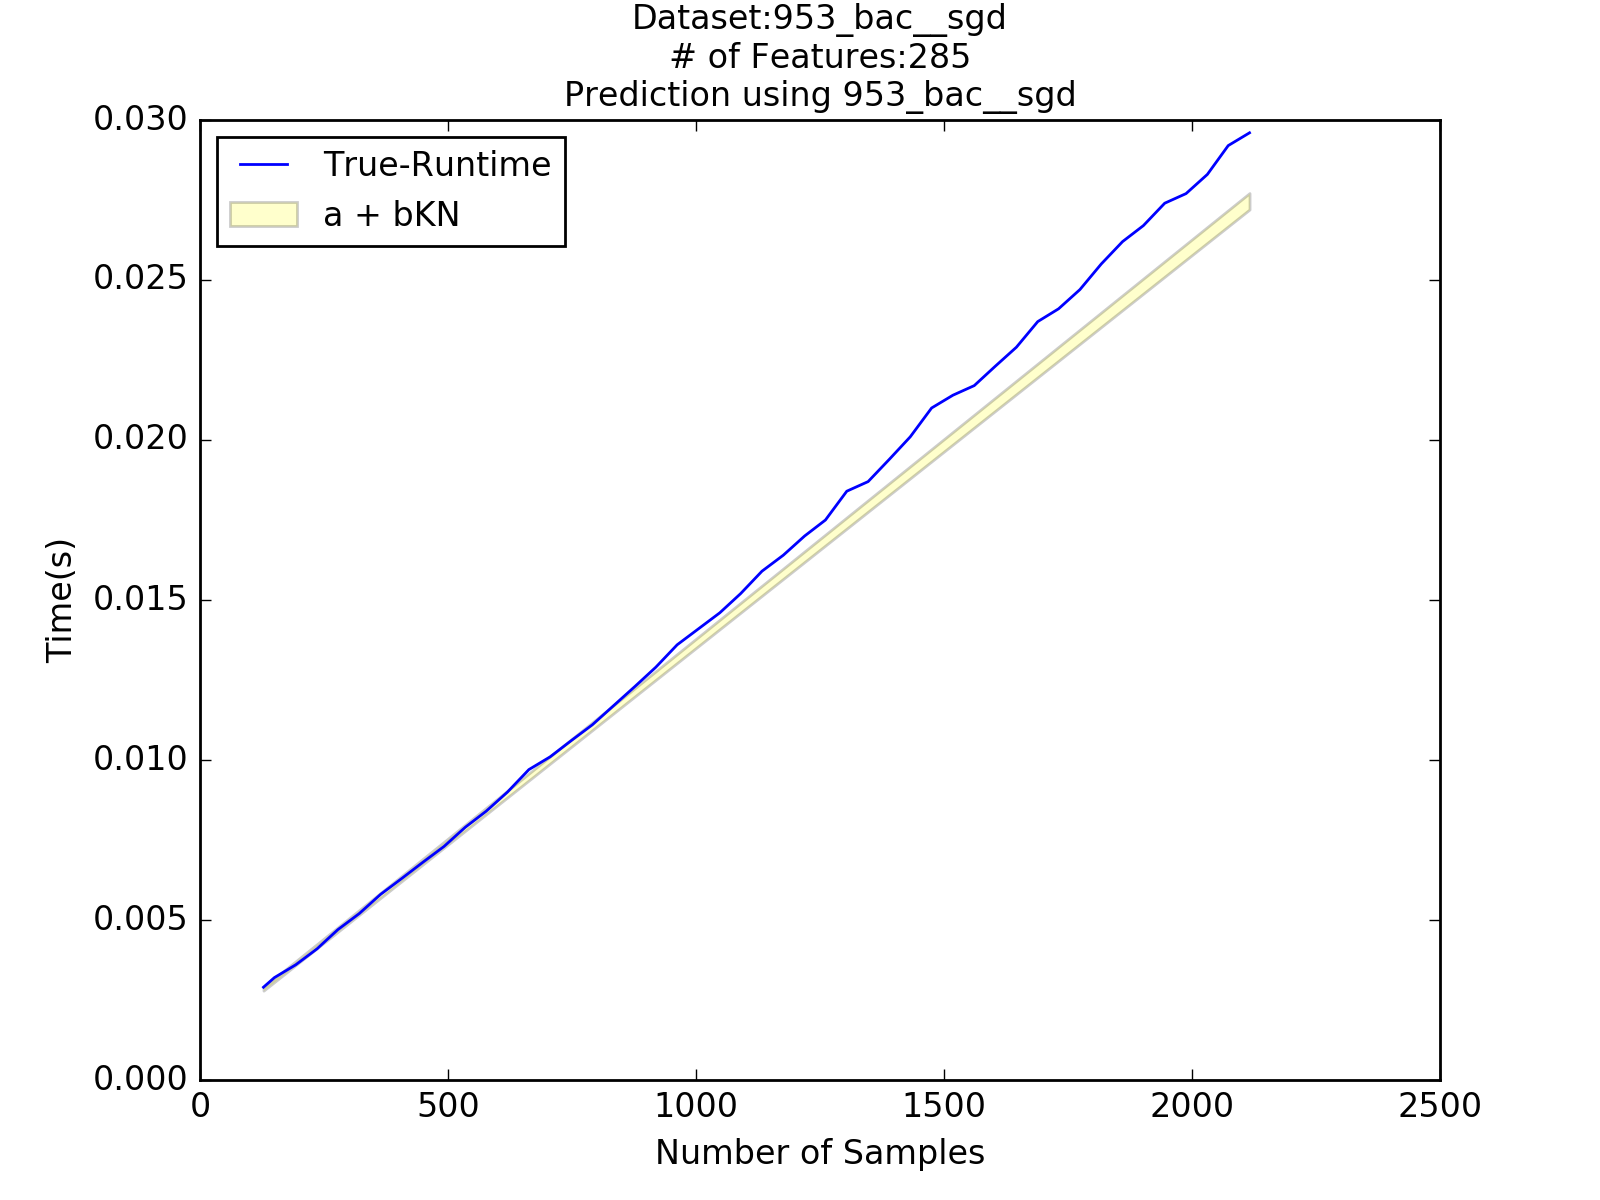 Dataset:953_bac__sgd
# of Features:285
Prediction using 953_bac__sgd
True-Runtime
a + bKN
0.030
0.025
0.020
0.015
0.010
0.005
0.000
Time(s)
0 500 1000 1500 2000 2500
Number of Samples